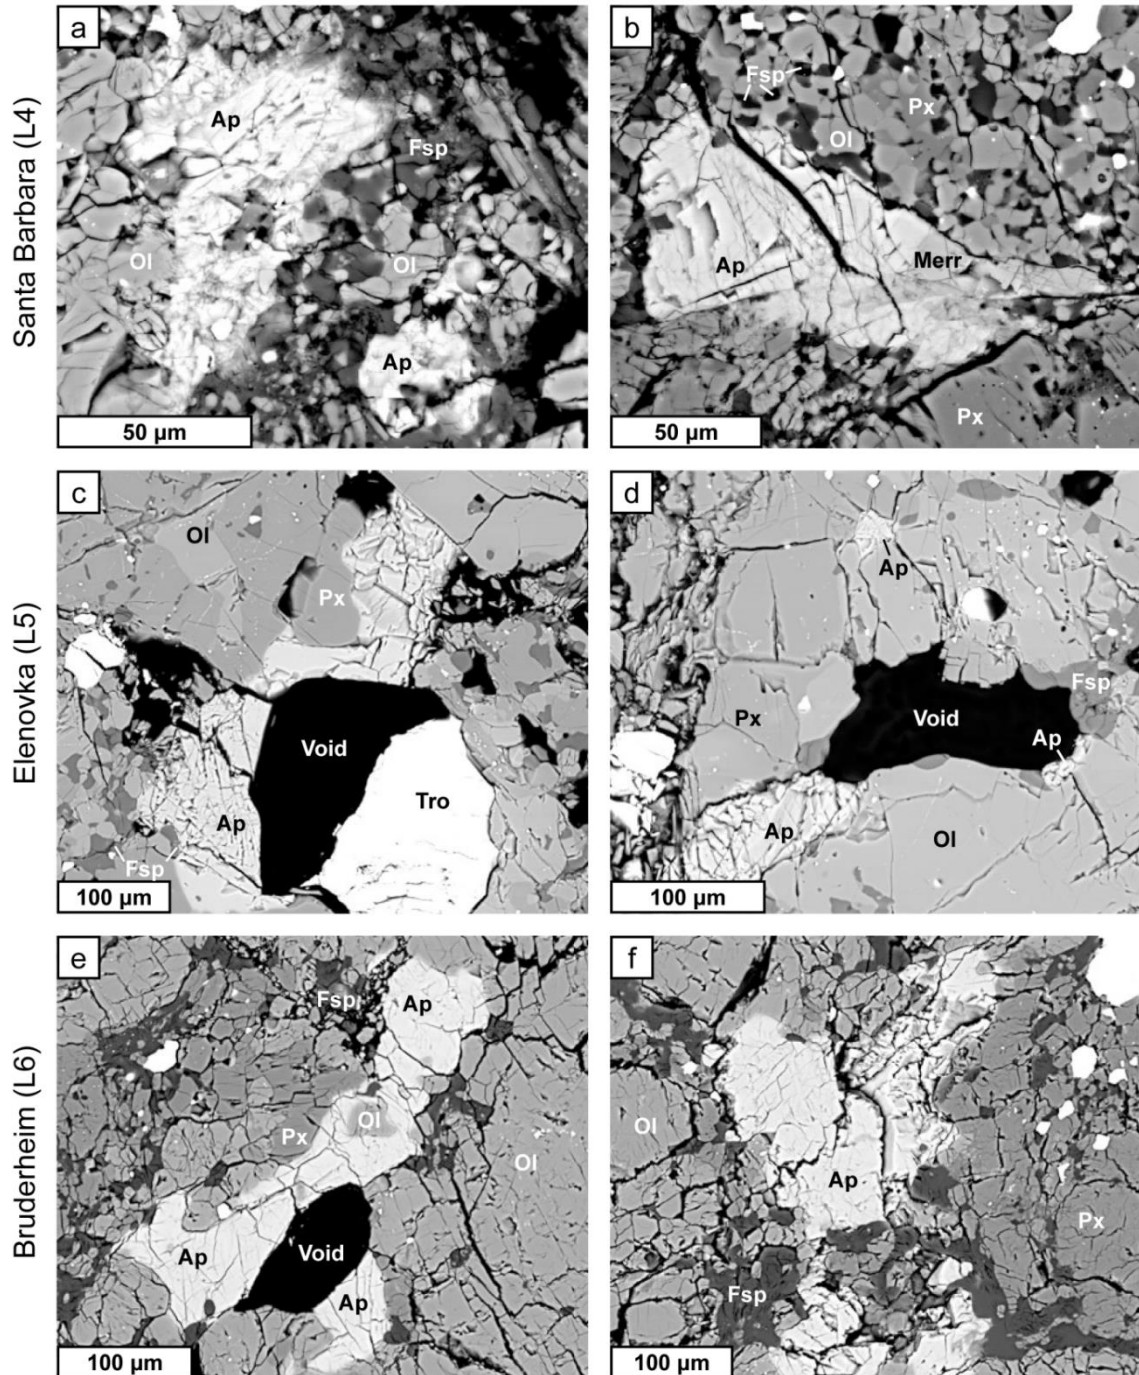 Santa Barbara (L4)
a
Ap
Fsp
Ol
Ol
Ap
50 µm
b
Fsp
Px
Ol
Ap
Merr
Px
50 µm
Elenovka (L5)
c
Ol
Px
Void
Tro
Ap
Fsp
100 µm
d
Ap
Fsp
Px
Void
Ap
Ap
Ol
100 µm
Bruderheim (L6)
e
Fsp
Ap
Ol
Px
Ol
Ap
Void
Ap
100 µm
f
Ol
Ap
Px
Fsp
100 µm